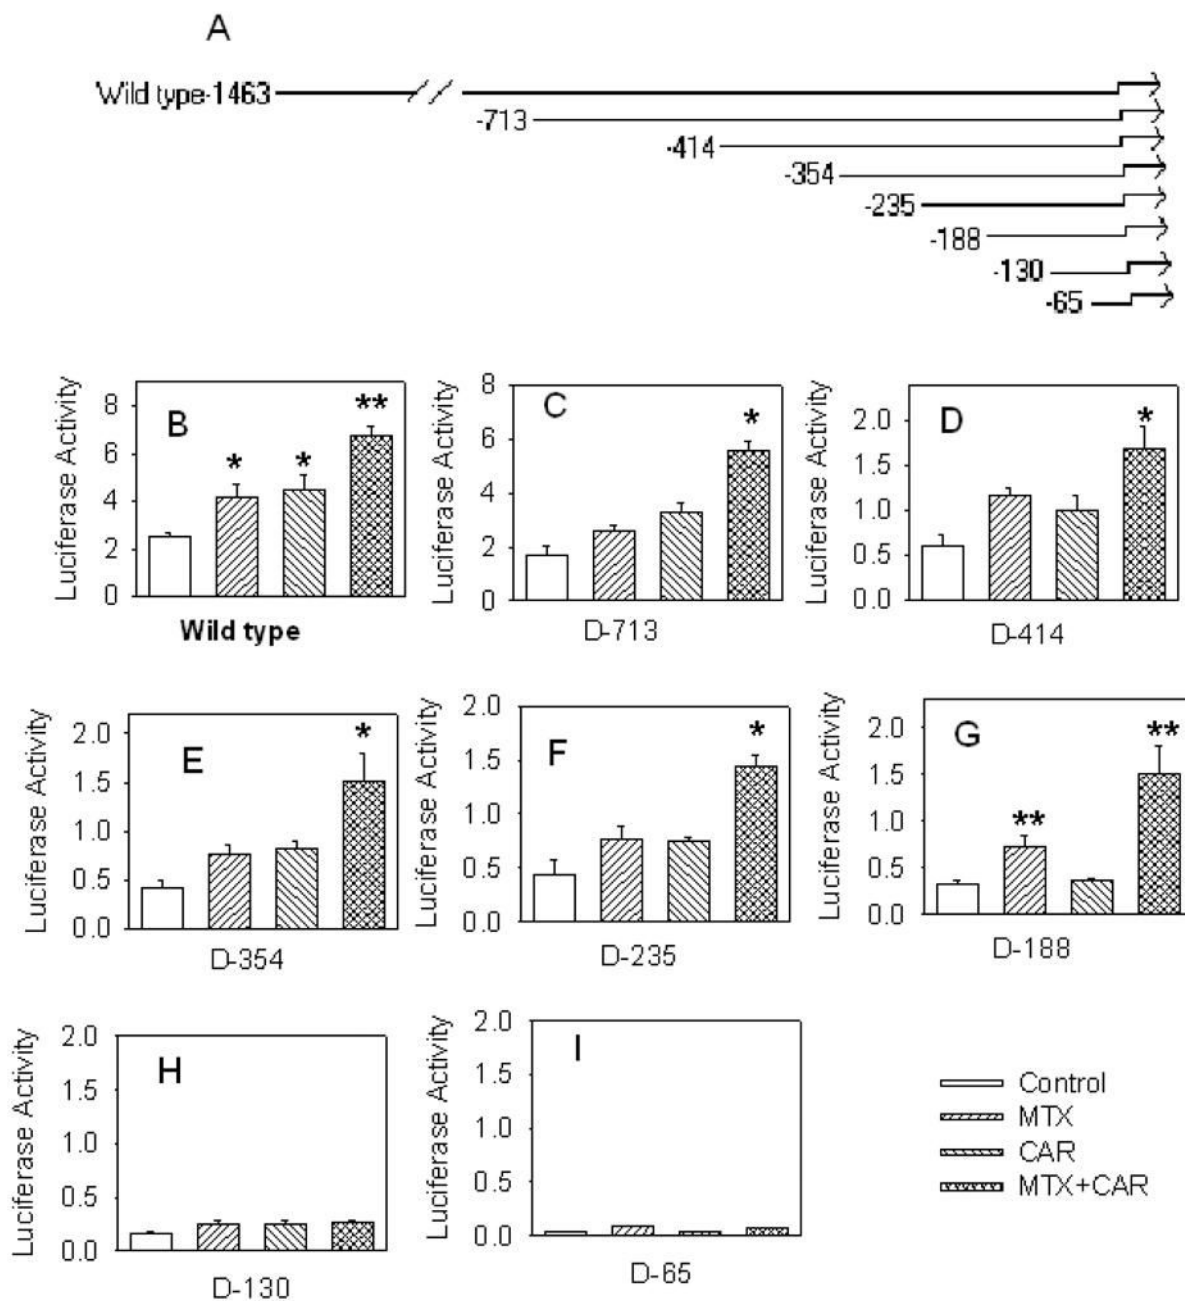 A
Wild type-1463
-713
-414
-354
-235
-188
-130
-65
Luciferase Activity
8
6
4
2
0
B
*
*
**
Wild type
Luciferase Activity
8
6
4
2
0
C
*
D-713
Luciferase Activity
2.0
1.5
1.0
0.5
0.0
D
*
D-414
Luciferase Activity
2.0
1.5
1.0
0.5
0.0
E
*
D-354
Luciferase Activity
2.0
1.5
1.0
0.5
0.0
F
*
D-235
Luciferase Activity
2.0
1.5
1.0
0.5
0.0
G
**
**
D-188
Luciferase Activity
2.0
1.5
1.0
0.5
0.0
H
D-130
Luciferase Activity
2.0
1.5
1.0
0.5
0.0
I
D-65
Control
MTX
CAR
MTX+CAR